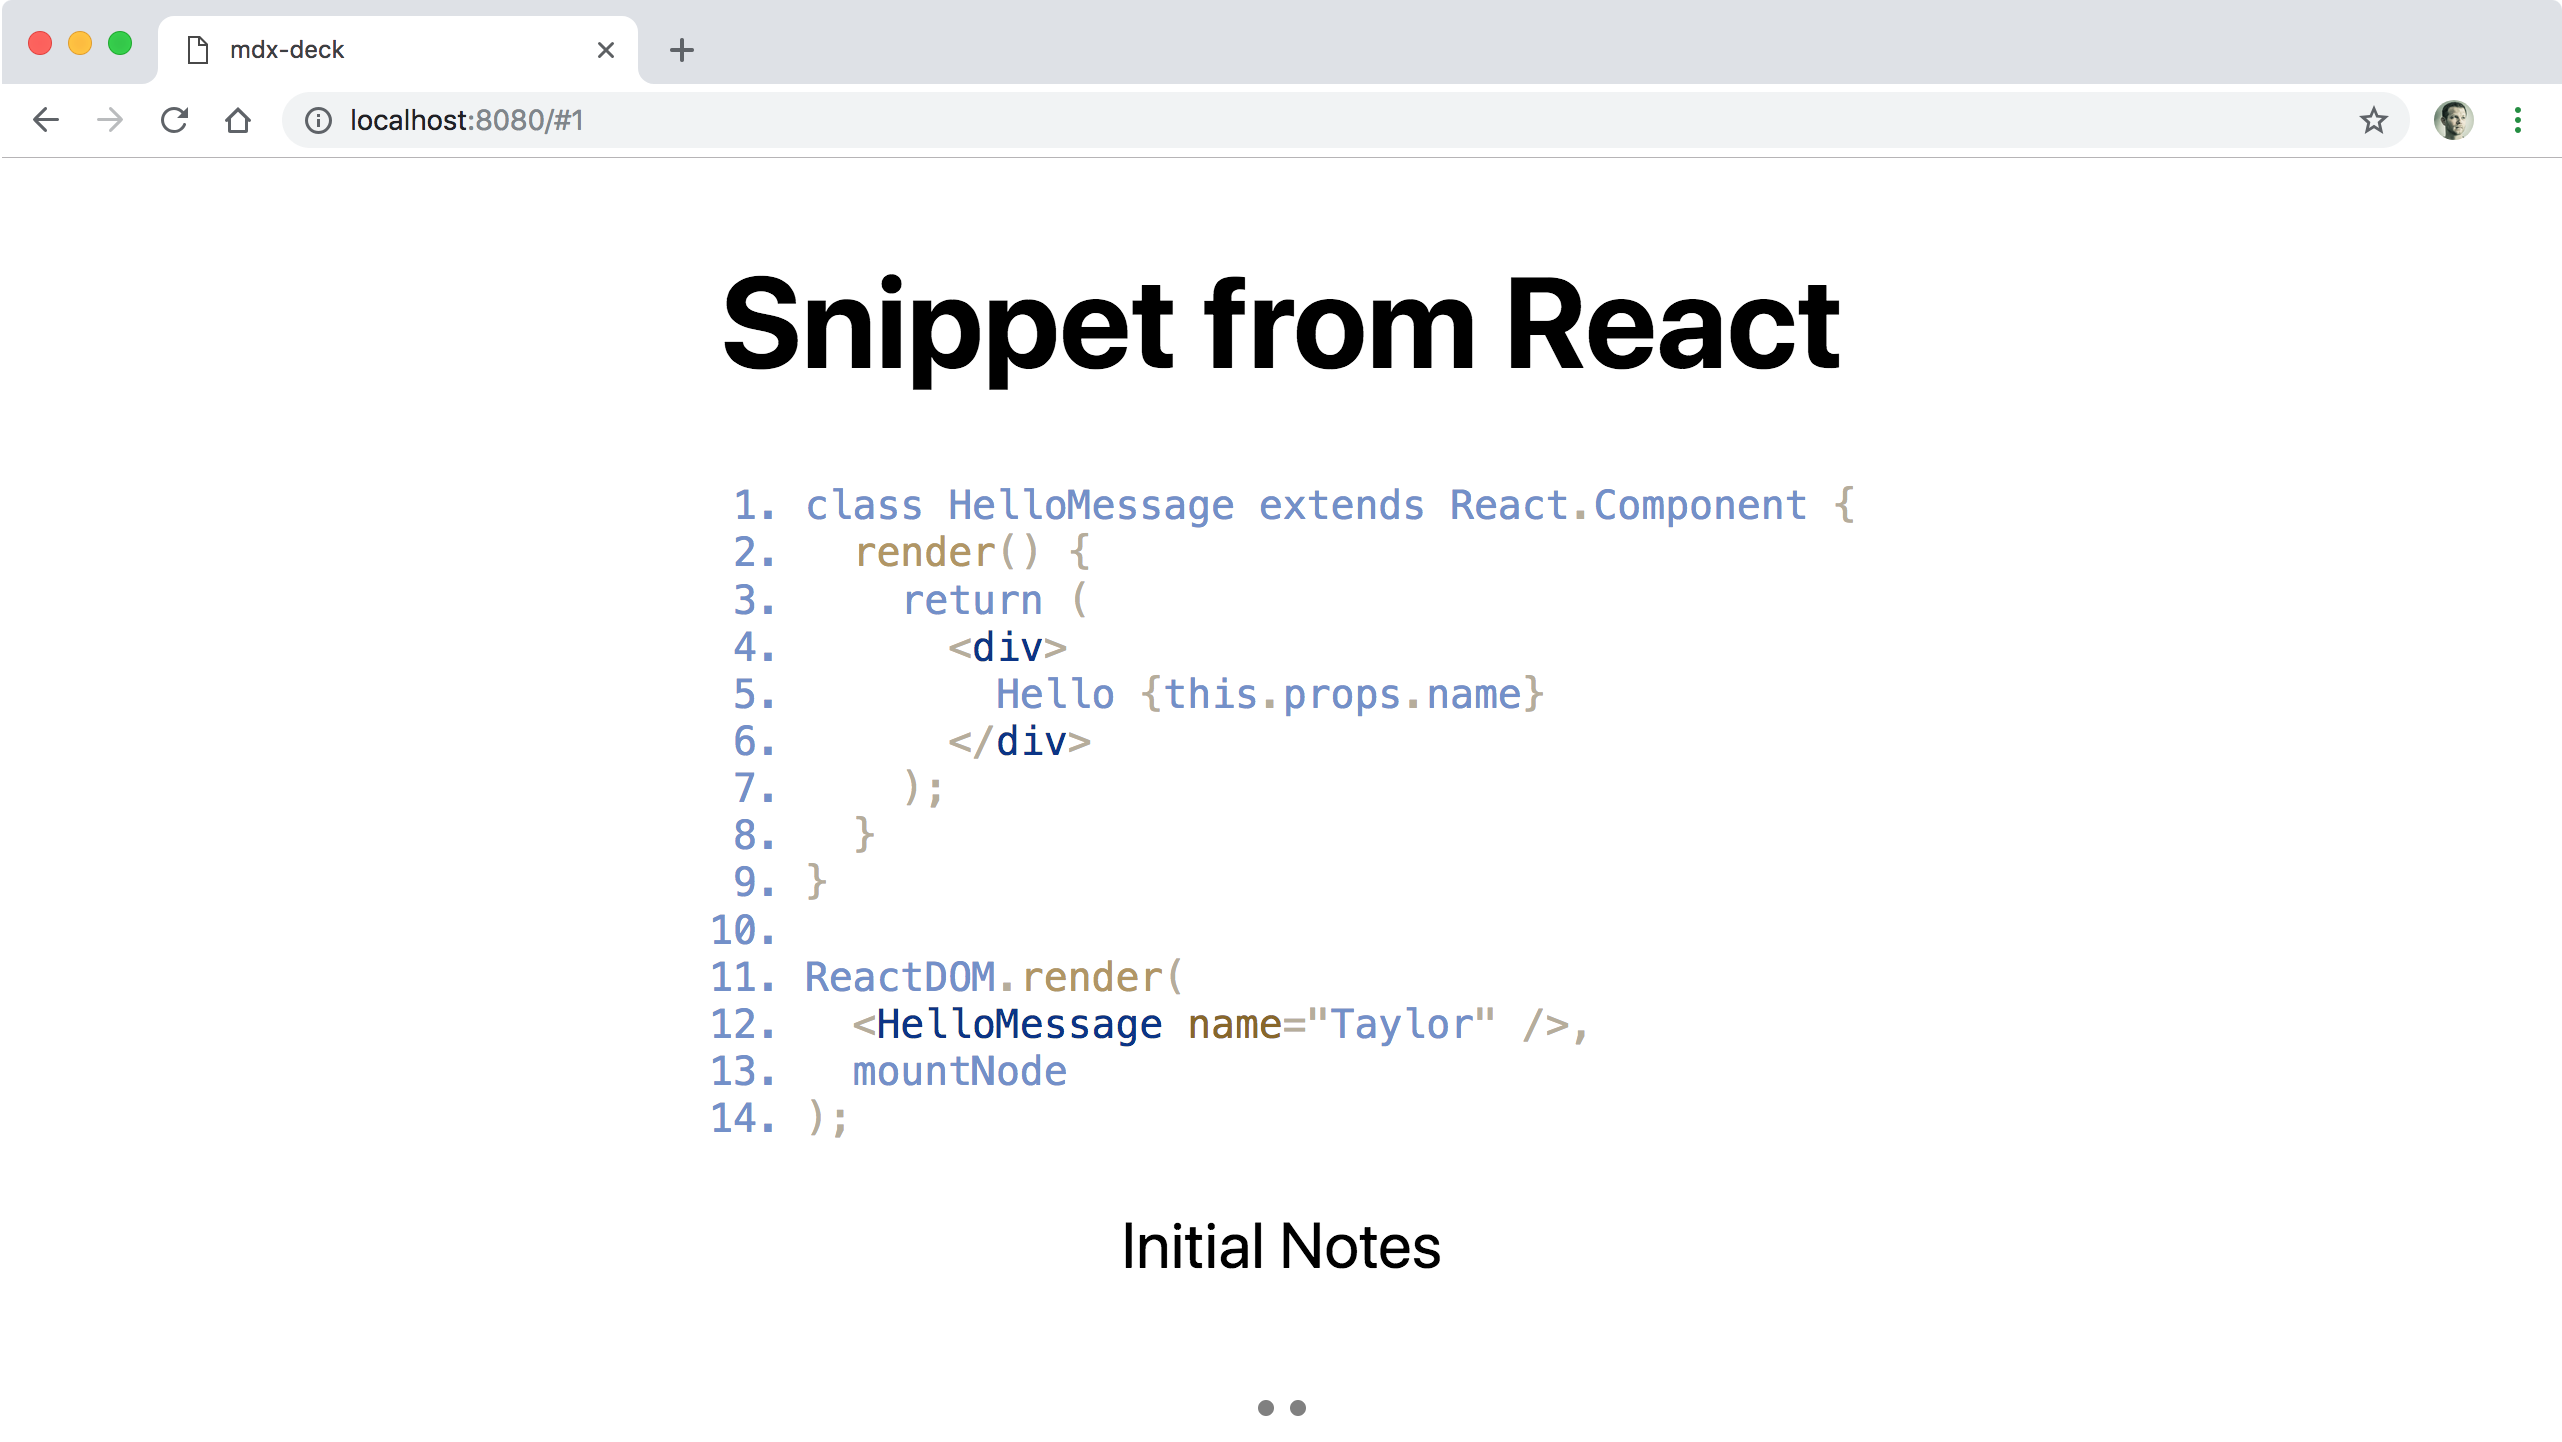 mdx-deck
localhost:8080/#1
Snippet from React
1. class HelloMessage extends React.Component {
2.   render() {
3.     return (
4.       <div>
5.         Hello {this.props.name}
6.       </div>
7.     );
8.   }
9. }
10.
11. ReactDOM.render(
12.   <HelloMessage name="Taylor" />,
13.   mountNode
14. );
Initial Notes